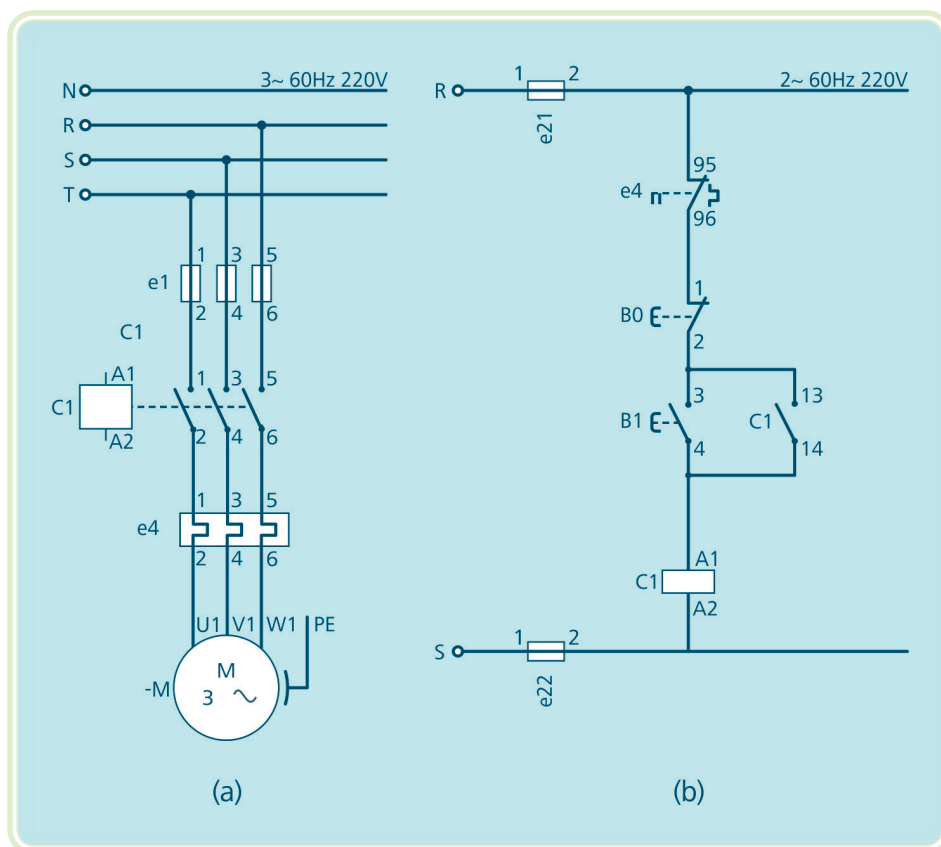 N 3~ 60Hz 220V
R
S
T
1 3 5
e1
2 4 6
C1
A1 1 3 5
C1
A2 2 4 6
1 3 5
e4
2 4 6
U1 V1 W1 PE
M
-M 3 ~
(a)
1 2 2~ 60Hz 220V
R
e21
95
e4
96
1
B0
2
3 13
B1 C1
4 14
A1
C1
A2
1 2
S
e22
(b)